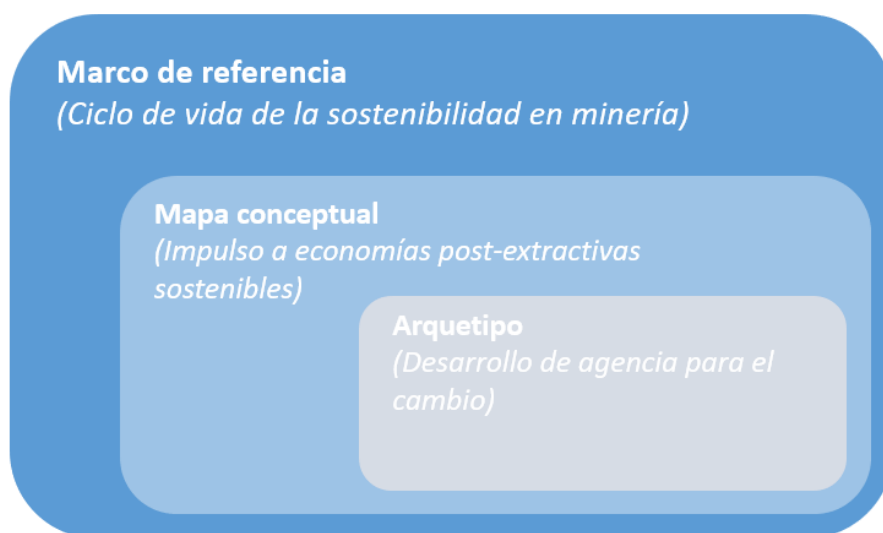 Marco de referencia
(Ciclo de vida de la sostenibilidad en minería)
Mapa conceptual
(Impulso a economías post-extractivas
sostenibles)
Arquetipo
(Desarrollo de agencia para el
cambio)